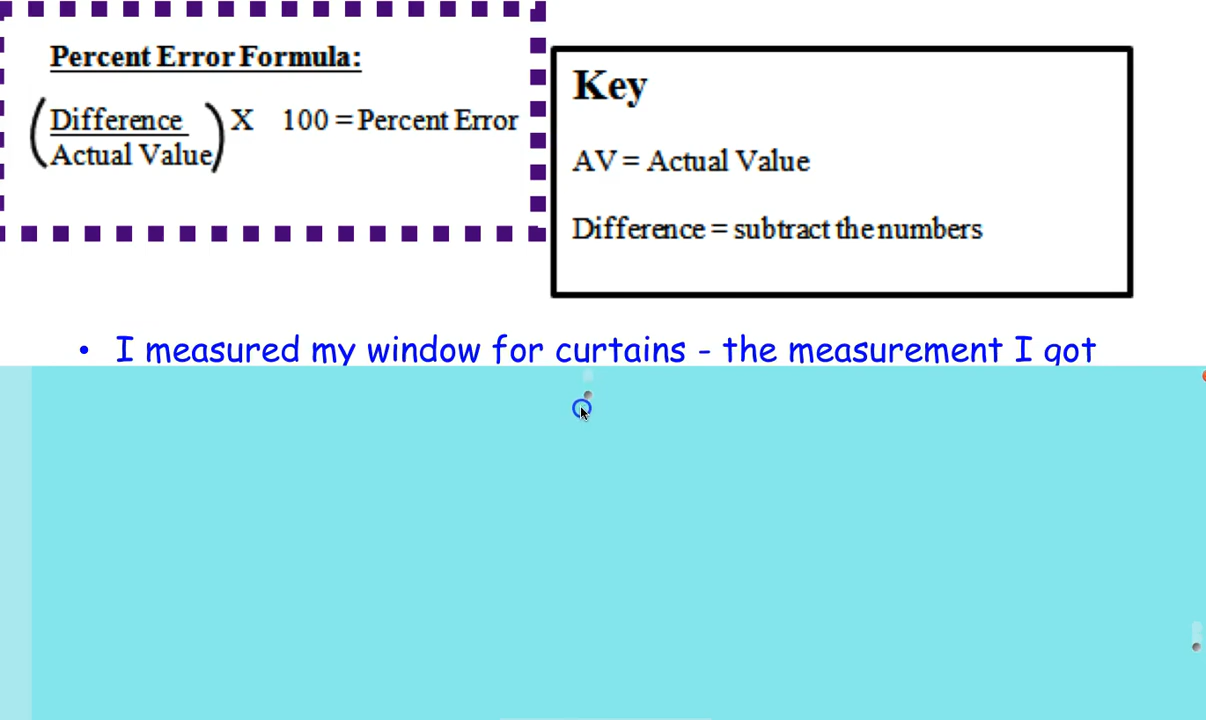 Percent Error Formula:
(Difference
Actual Value) X 100 = Percent Error
Key
AV = Actual Value
Difference = subtract the numbers
• I measured my window for curtains - the measurement I got